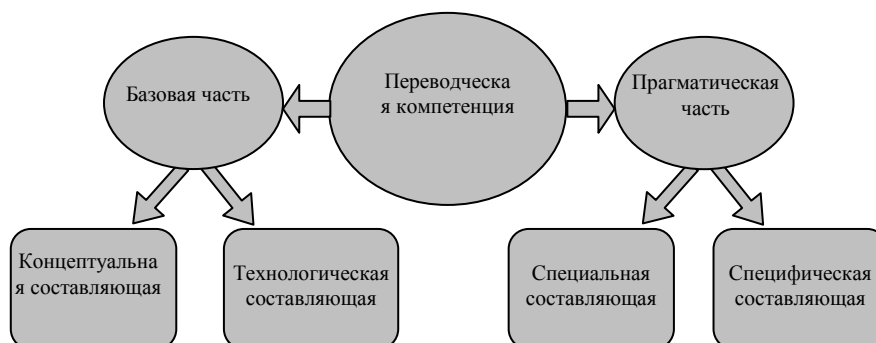 Переводческа
я компетенция
Базовая часть
Прагматическая
часть
Концептуальна
я составляющая
Технологическая
составляющая
Специальная
составляющая
Специфическая
составляющая